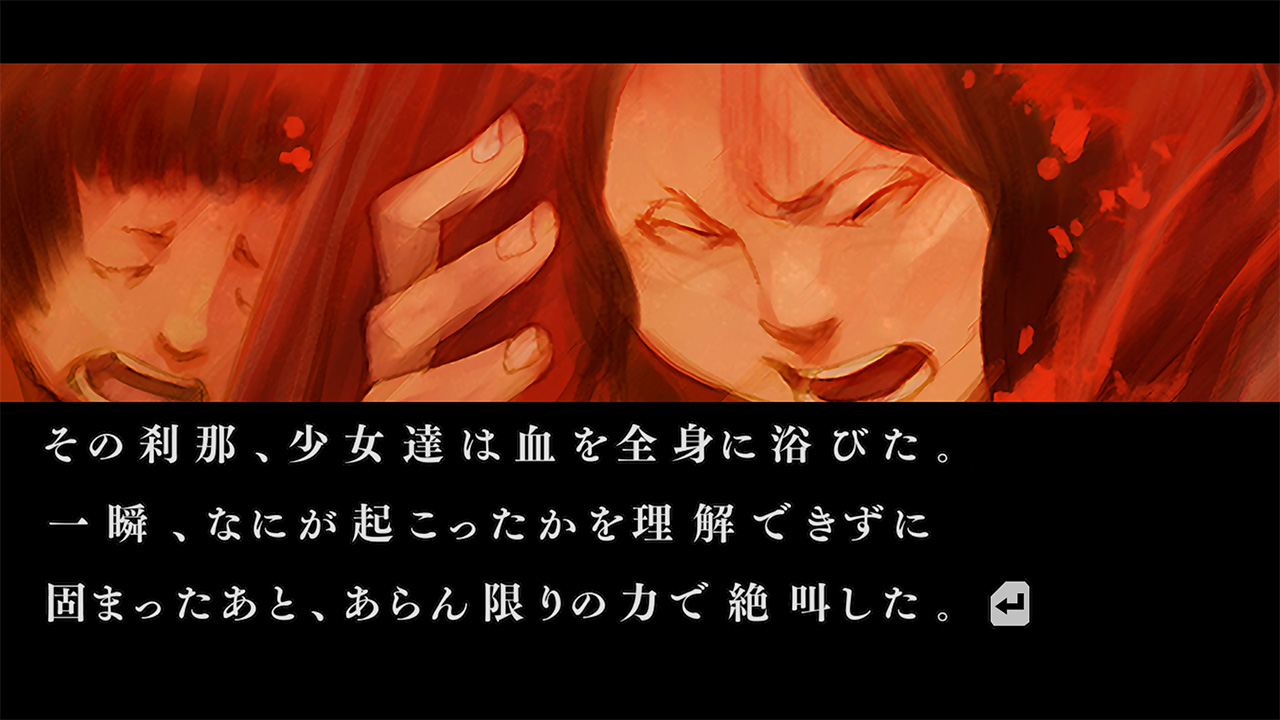 その刹那、少女達は血を全身に浴びた。
一瞬、なにが起こったかを理解できずに
固まったあと、あらん限りの力で絶叫した。